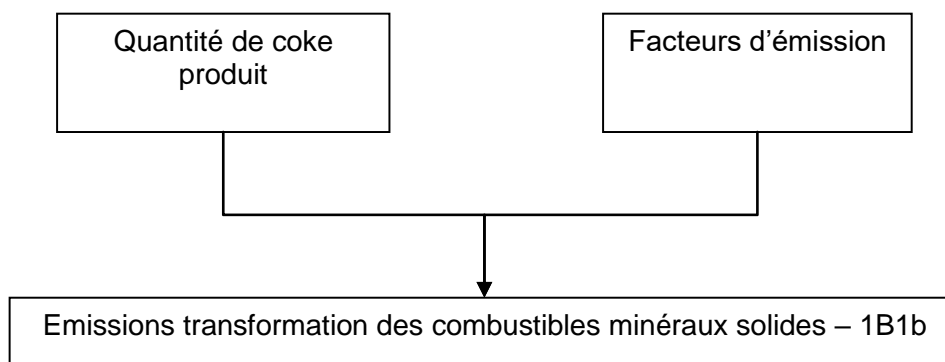 Quantité de coke
produit
Facteurs d’émission
Emissions transformation des combustibles minéraux solides – 1B1b